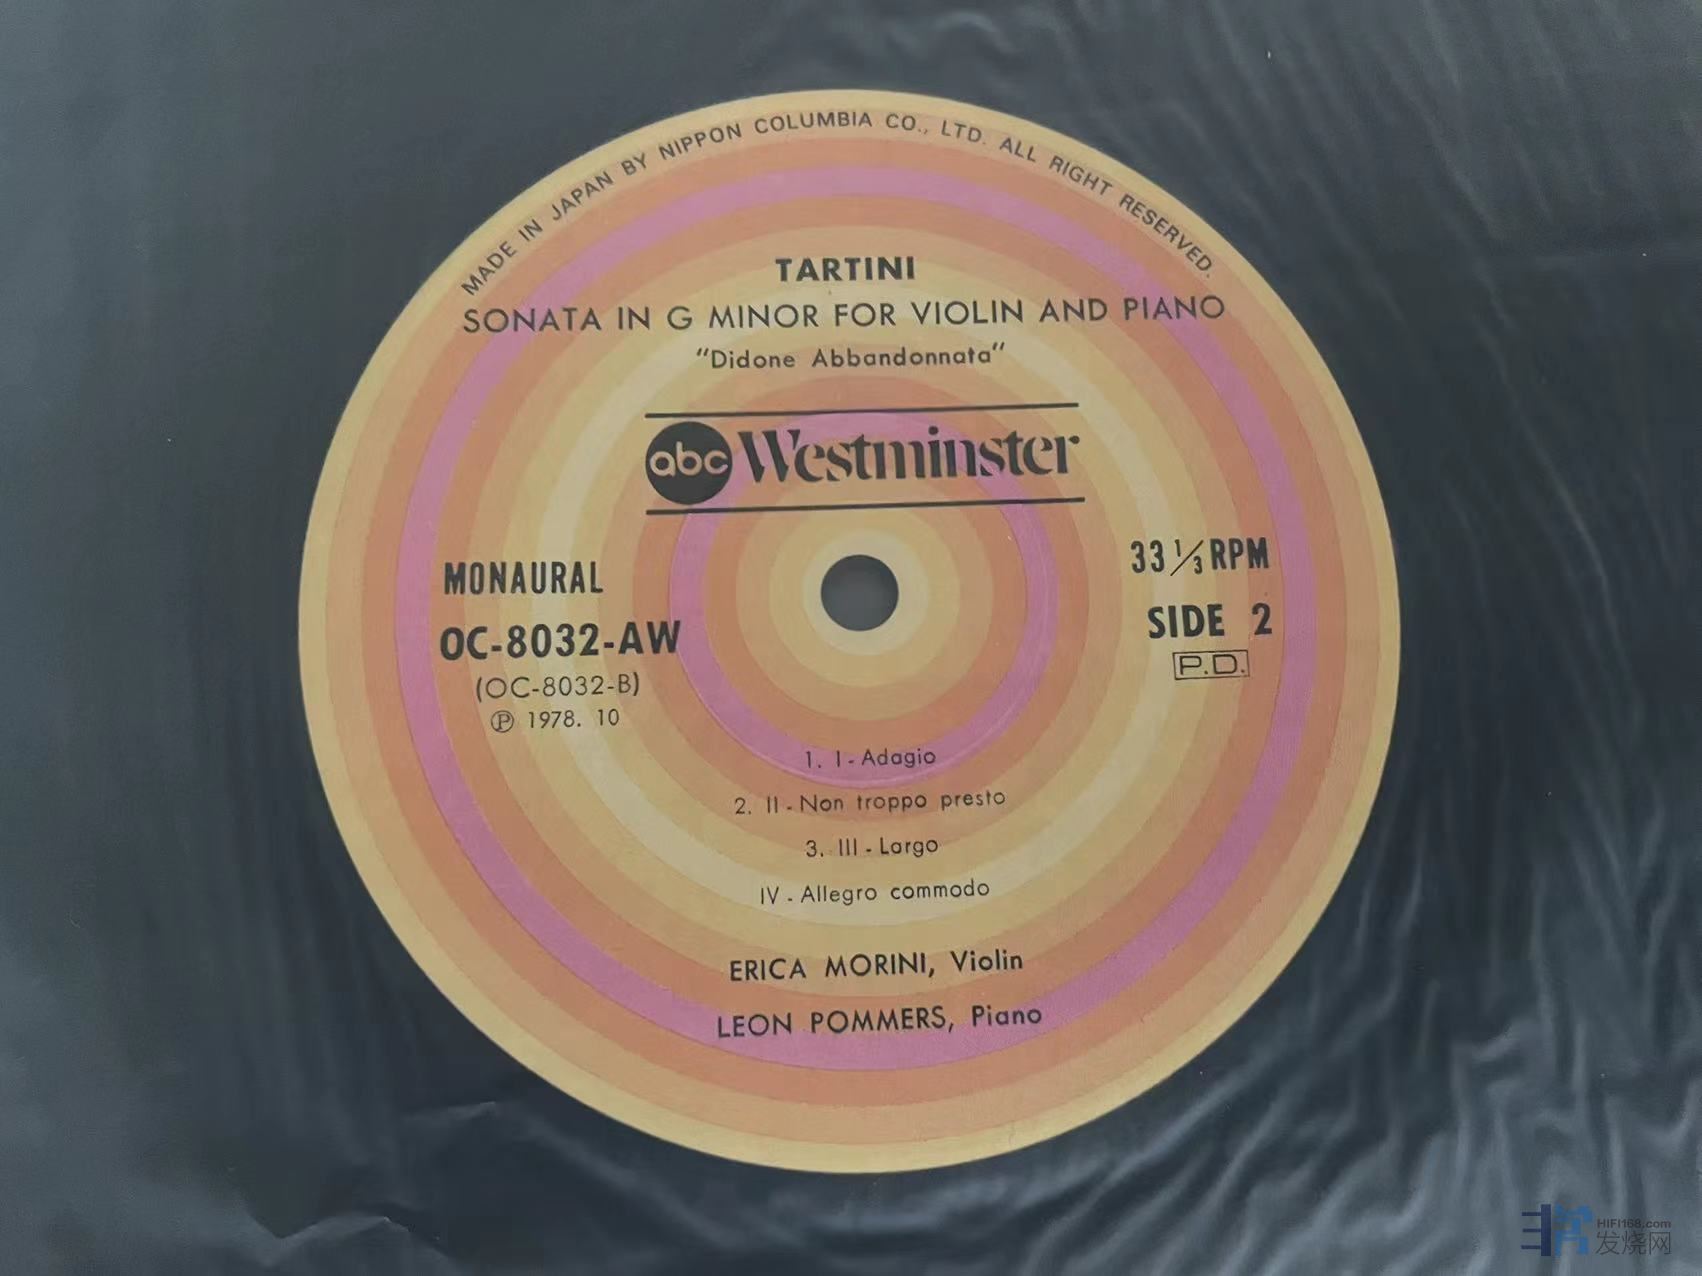 MADE IN JAPAN BY NIPPON COLUMBIA CO., LTD. ALL RIGHT RESERVED.
TARTINI
SONATA IN G MINOR FOR VIOLIN AND PIANO
"Didone Abbandonnata"
abc Westminster
MONAURAL
OC-8032-AW
(OC-8032-B)
Ⓟ 1978. 10
33 1/3 RPM
SIDE 2
P.D.
1. I - Adagio
2. II - Non troppo presto
3. III - Largo
IV - Allegro commodo
ERICA MORINI, Violin
LEON POMMERS, Piano
HIFI168.com
发烧网